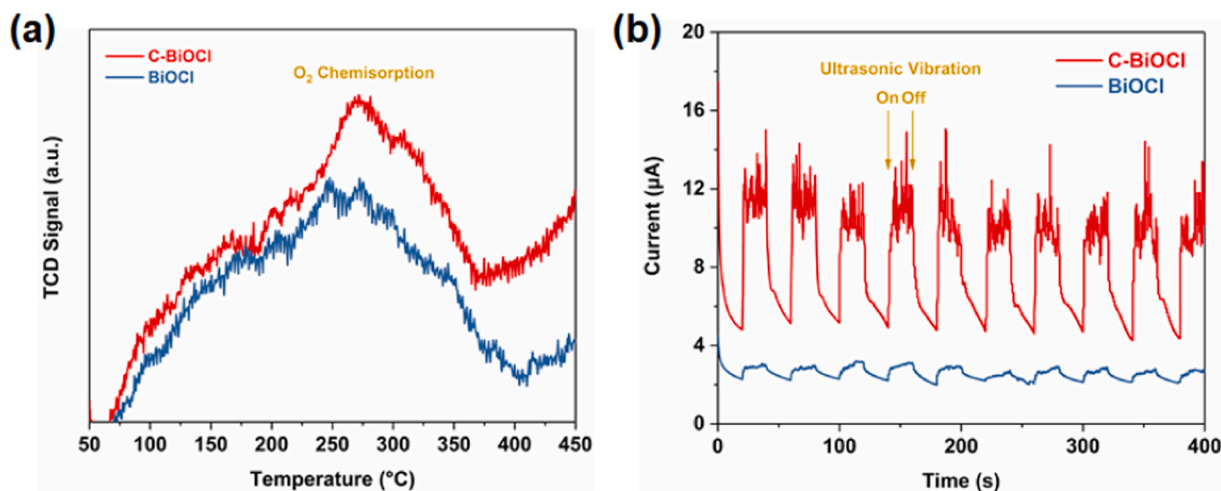 (a)
C-BiOCl
BiOCl
O₂ Chemisorption
TCD Signal (a.u.)
50 100 150 200 250 300 350 400 450
Temperature (°C)
(b)
C-BiOCl
BiOCl
Ultrasonic Vibration
On Off
Current (μA)
20
16
12
8
4
0
0 100 200 300 400
Time (s)